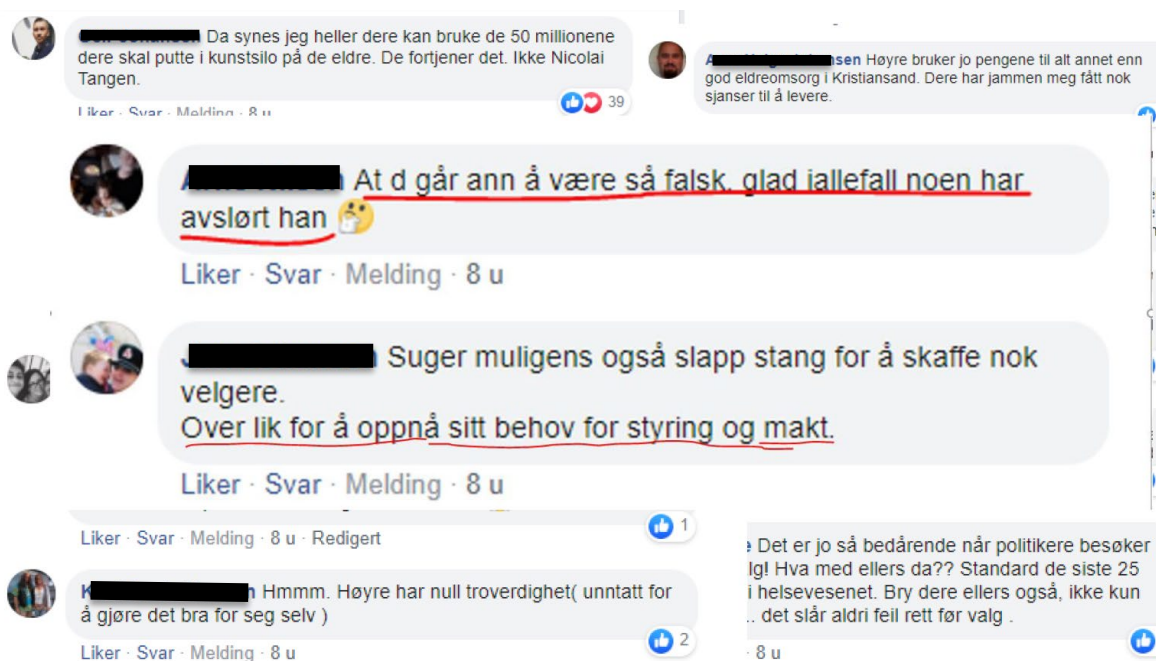 Da synes jeg heller dere kan bruke de 50 millionene
dere skal putte i kunstsilo på de eldre. De fortjener det. Ikke Nicolai
Tangen.
39
Liker · Svar · Melding · 8 u
sen Høyre bruker jo pengene til alt annet enn
god eldreomsorg i Kristiansand. Dere har jammen meg fått nok
sjanser til å levere.
At d går ann å være så falsk. glad iallefall noen har
avslørt han
Liker · Svar · Melding · 8 u
Suger muligens også slapp stang for å skaffe nok
velgere.
Over lik for å oppnå sitt behov for styring og makt.
Liker · Svar · Melding · 8 u
1
Liker · Svar · Melding · 8 u · Redigert
K n Hmmm. Høyre har null troverdighet( unntatt for
å gjøre det bra for seg selv )
2
Liker · Svar · Melding · 8 u
e Det er jo så bedårende når politikere besøker
lg! Hva med ellers da?? Standard de siste 25
i helsevesenet. Bry dere ellers også, ikke kun
.. det slår aldri feil rett før valg .
· 8 u